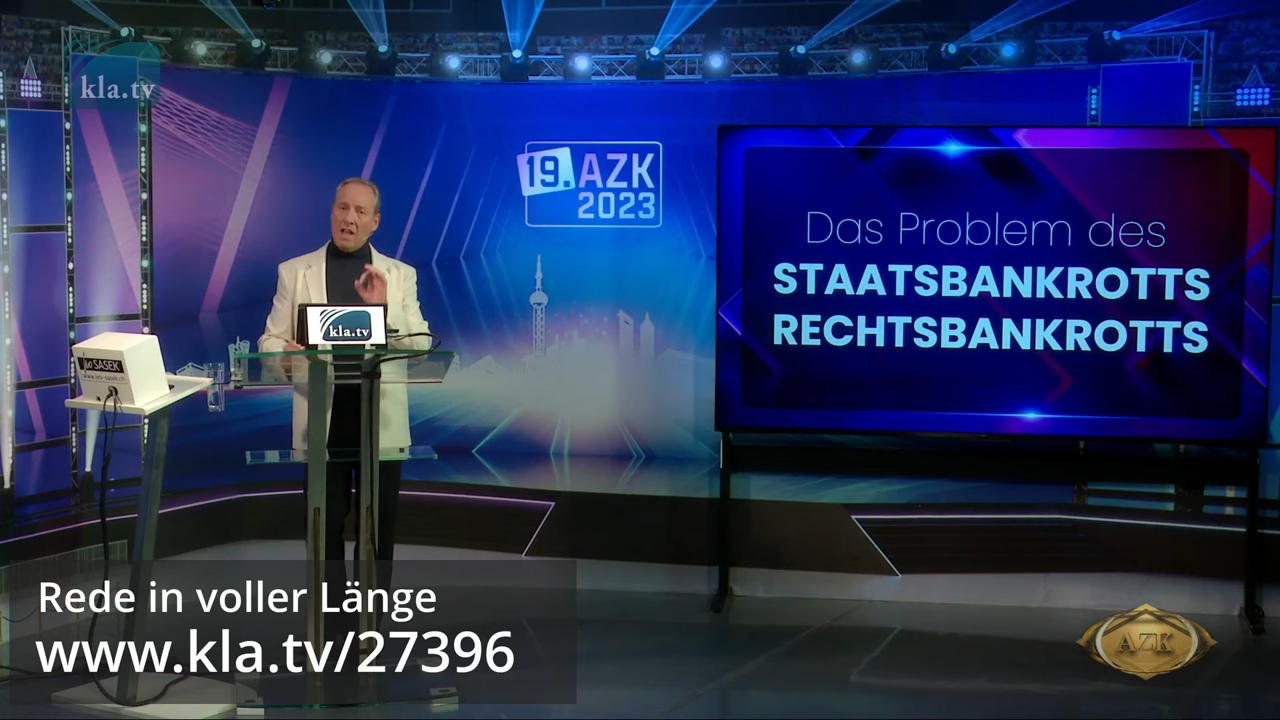 kla.tv
19. AZK
2023
Das Problem des
STAATSBANKROTTS
RECHTSBANKROTTS
kla.tv
SASEK
Rede in voller Länge
www.kla.tv/27396
AZK